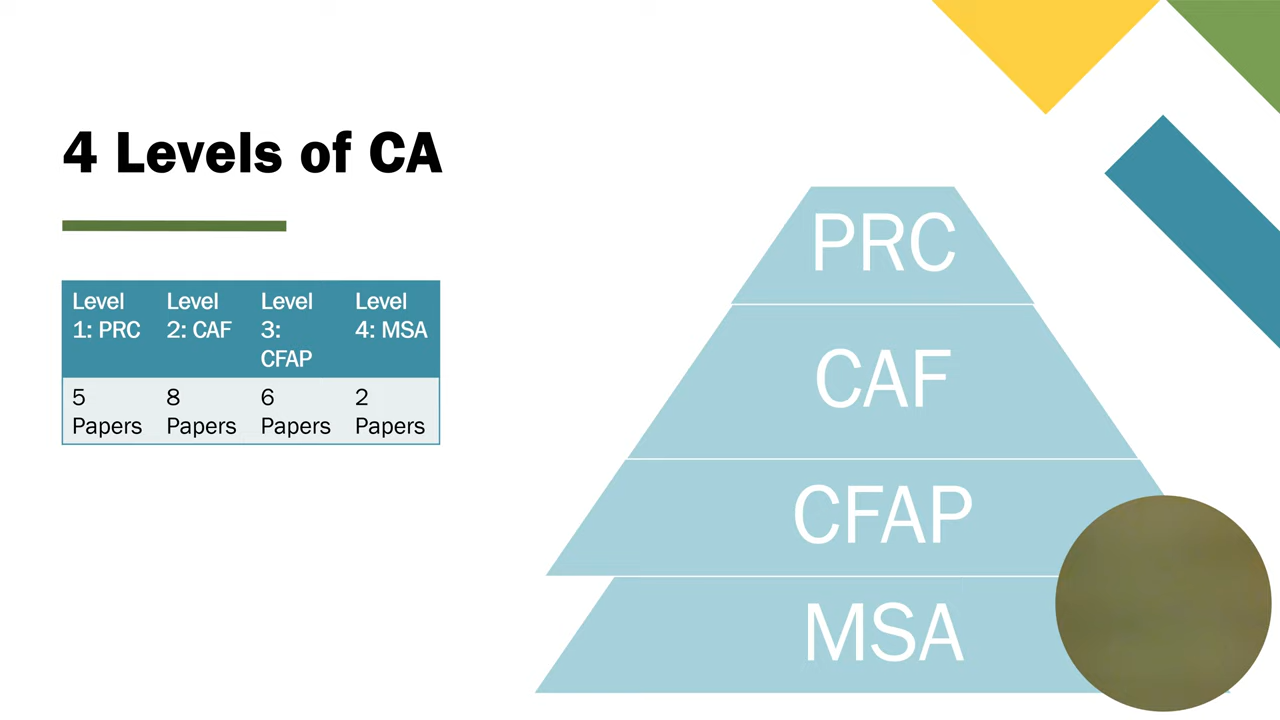 4 Levels of CA
Level 1: PRC
Level 2: CAF
Level 3: CFAP
Level 4: MSA
5 Papers
8 Papers
6 Papers
2 Papers
PRC
CAF
CFAP
MSA